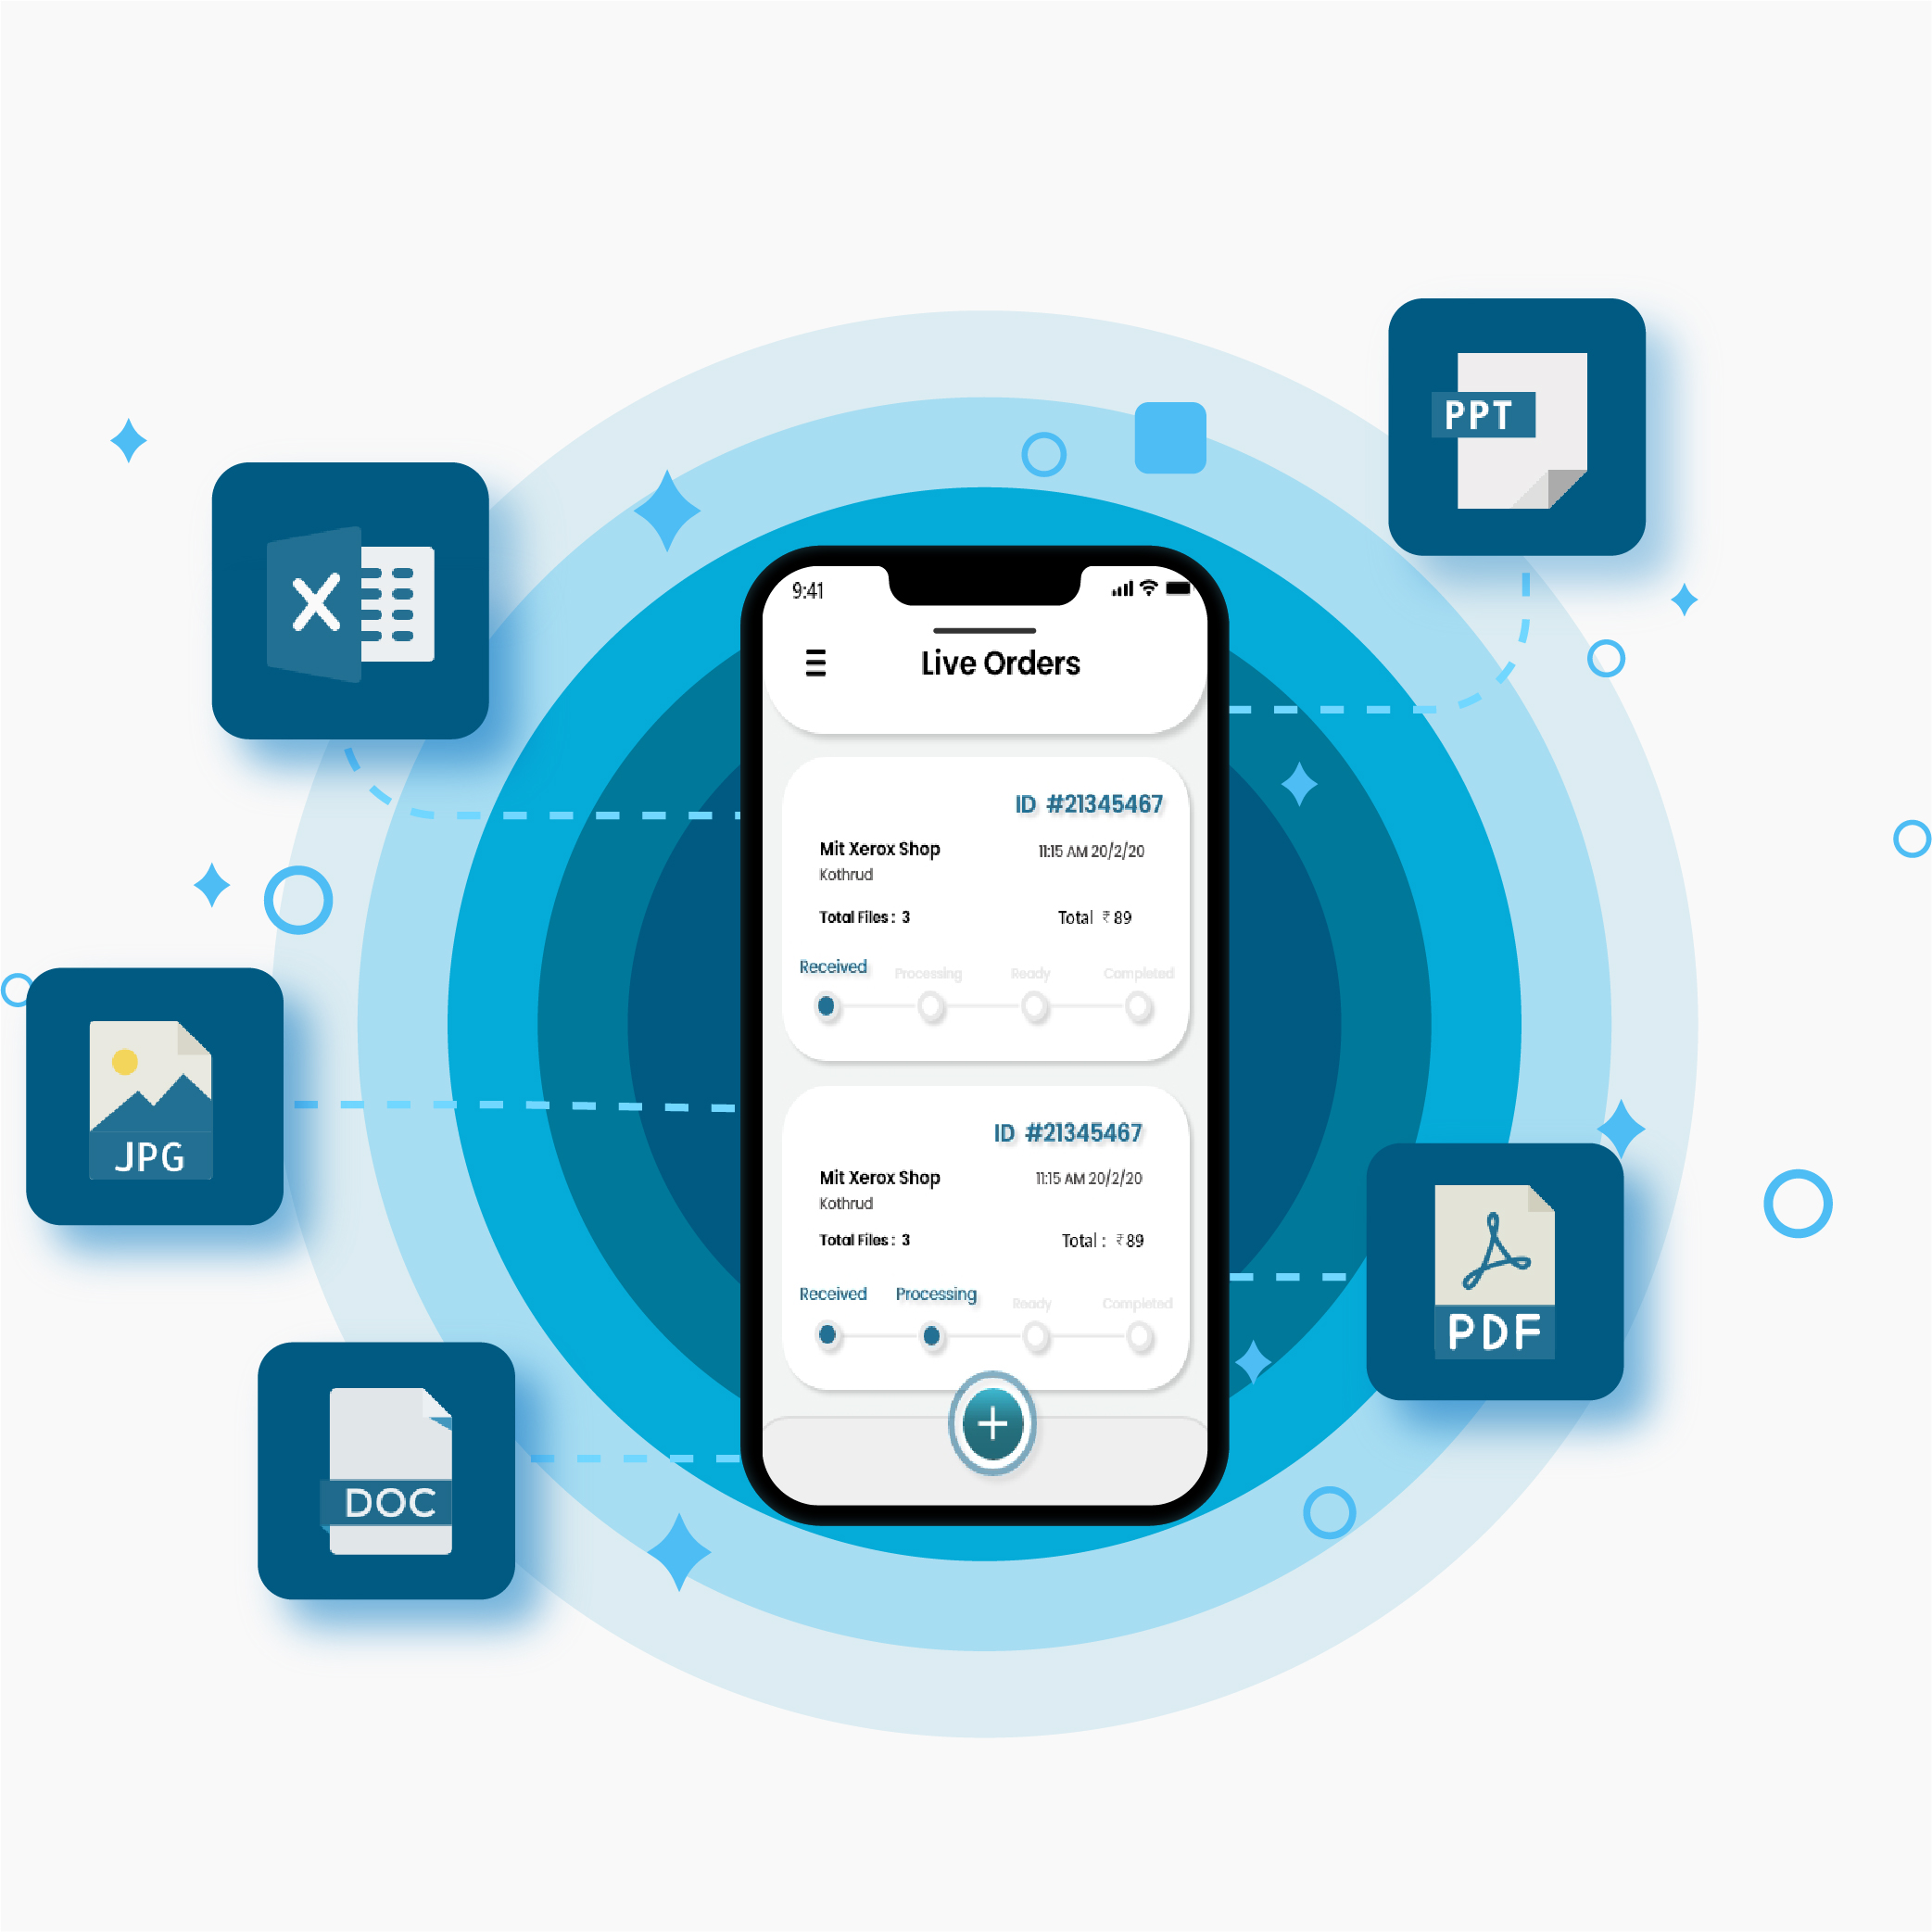 PPT
X
9:41
Live Orders
ID #21345467
Mit Xerox Shop 11:15 AM 20/2/20
Kothrud
Total Files : 3 Total ₹ 89
Received Processing Ready Completed
JPG
ID #21345467
Mit Xerox Shop 11:15 AM 20/2/20
Kothrud
Total Files : 3 Total : ₹ 89
Received Processing Ready Completed
PDF
DOC